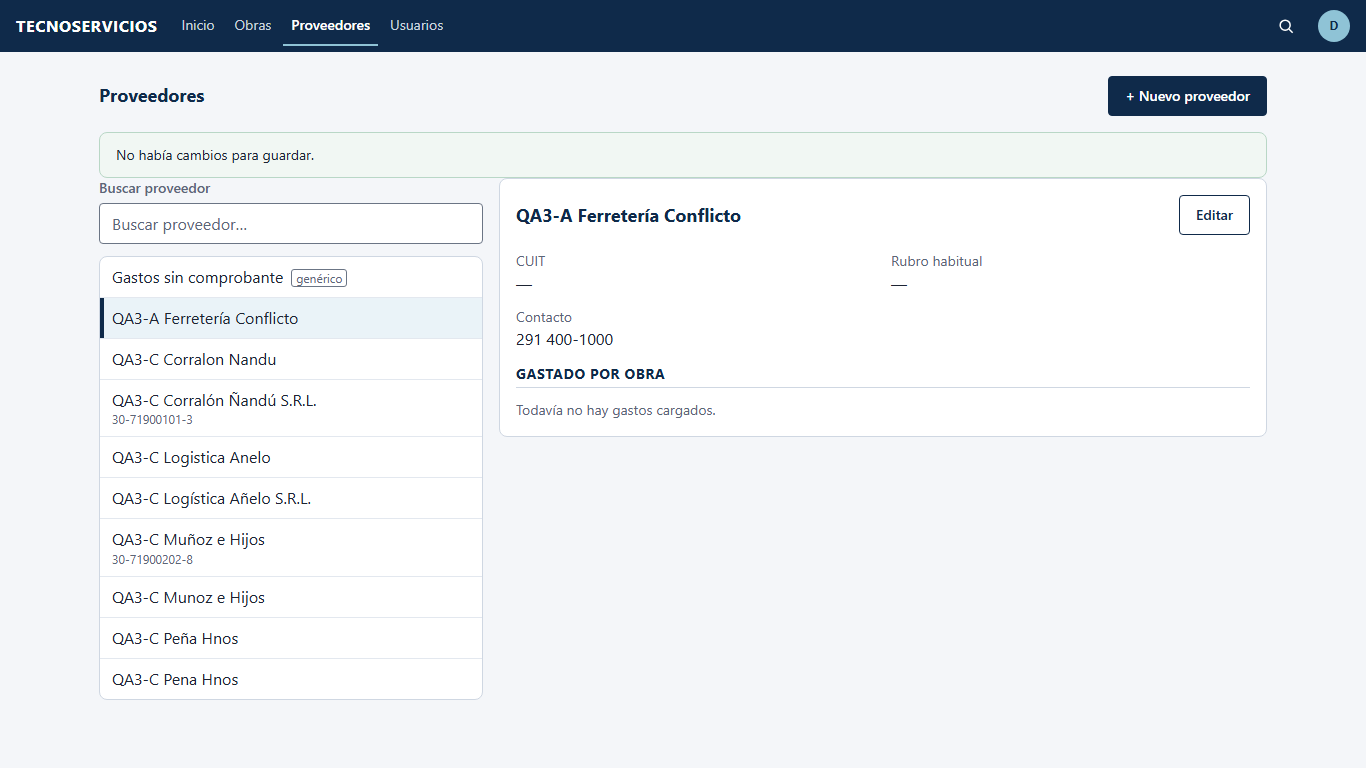 TECNOSERVICIOS Inicio Obras Proveedores Usuarios D
Proveedores
+ Nuevo proveedor
No había cambios para guardar.
Buscar proveedor
Buscar proveedor...
Gastos sin comprobante genérico
QA3-A Ferretería Conflicto
QA3-C Corralon Nandu
QA3-C Corralón Ñandú S.R.L.
30-71900101-3
QA3-C Logistica Anelo
QA3-C Logística Añelo S.R.L.
QA3-C Muñoz e Hijos
30-71900202-8
QA3-C Munoz e Hijos
QA3-C Peña Hnos
QA3-C Pena Hnos
QA3-A Ferretería Conflicto
Editar
CUIT
—
Rubro habitual
—
Contacto
291 400-1000
GASTADO POR OBRA
Todavía no hay gastos cargados.